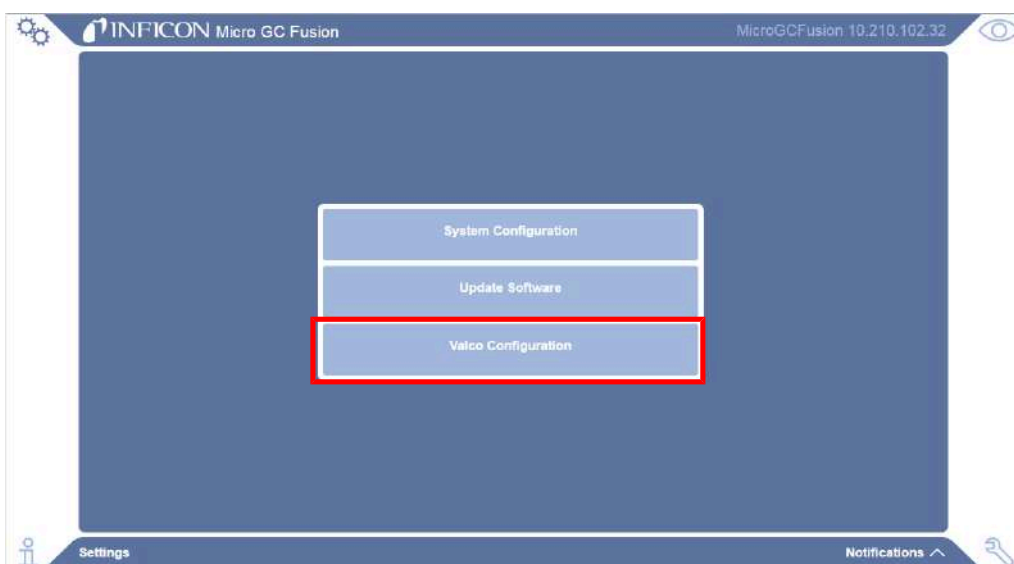 INFICON Micro GC Fusion
MicroGCFusion 10.210.102.32
System Configuration
Update Software
Valco Configuration
Settings
Notifications